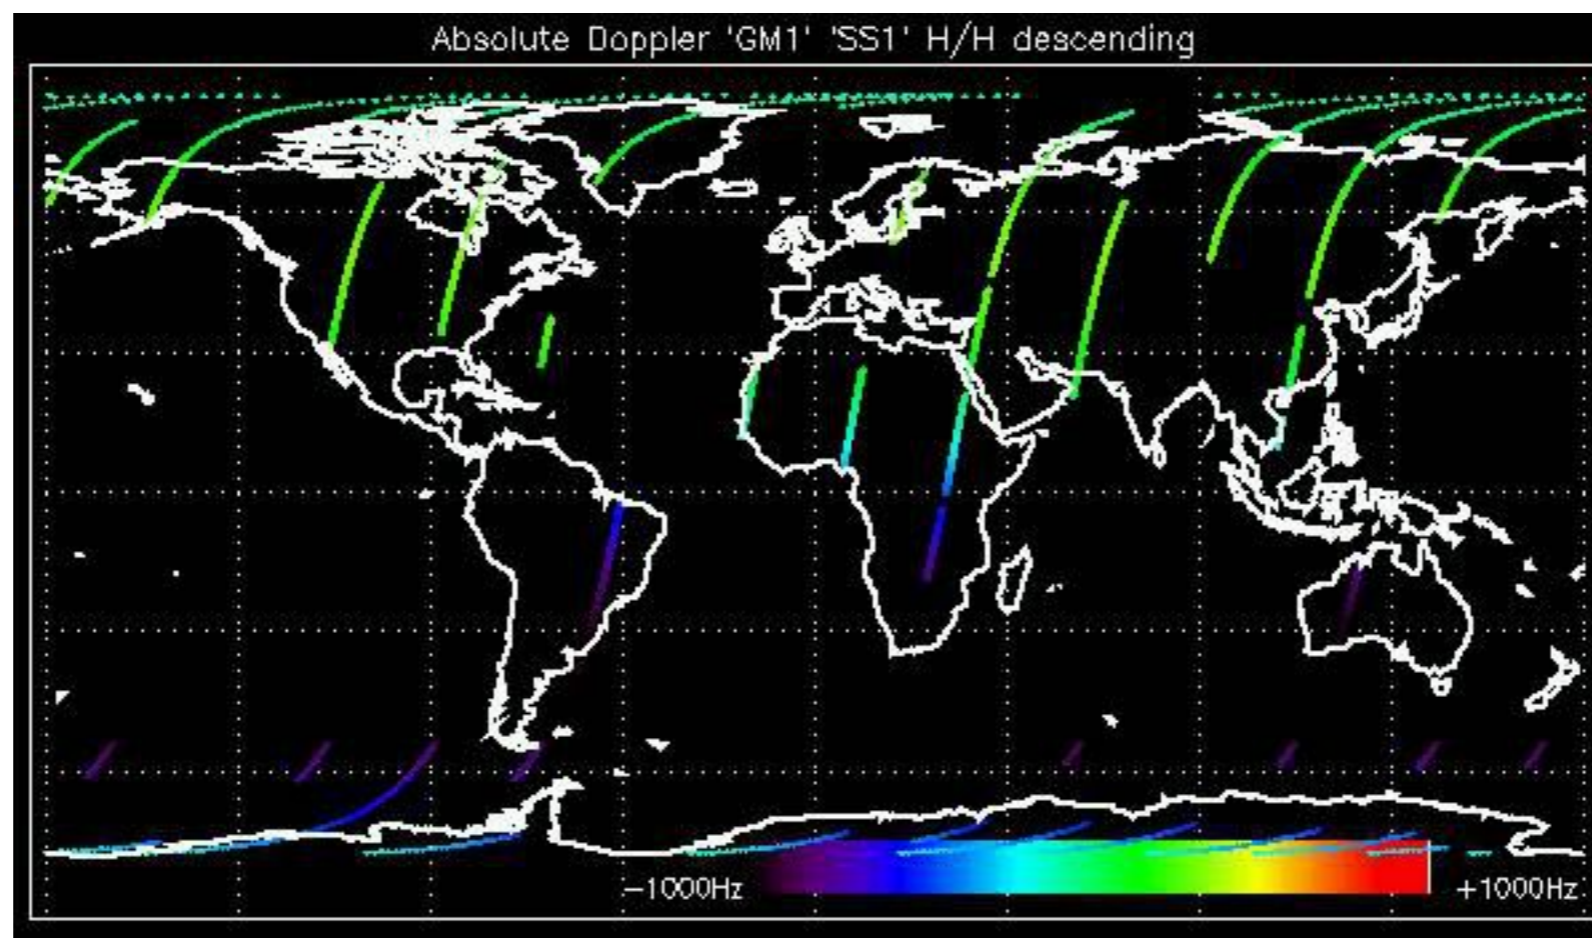 Absolute Doppler 'GM1' 'SS1' H/H descending
−1000Hz
+1000Hz